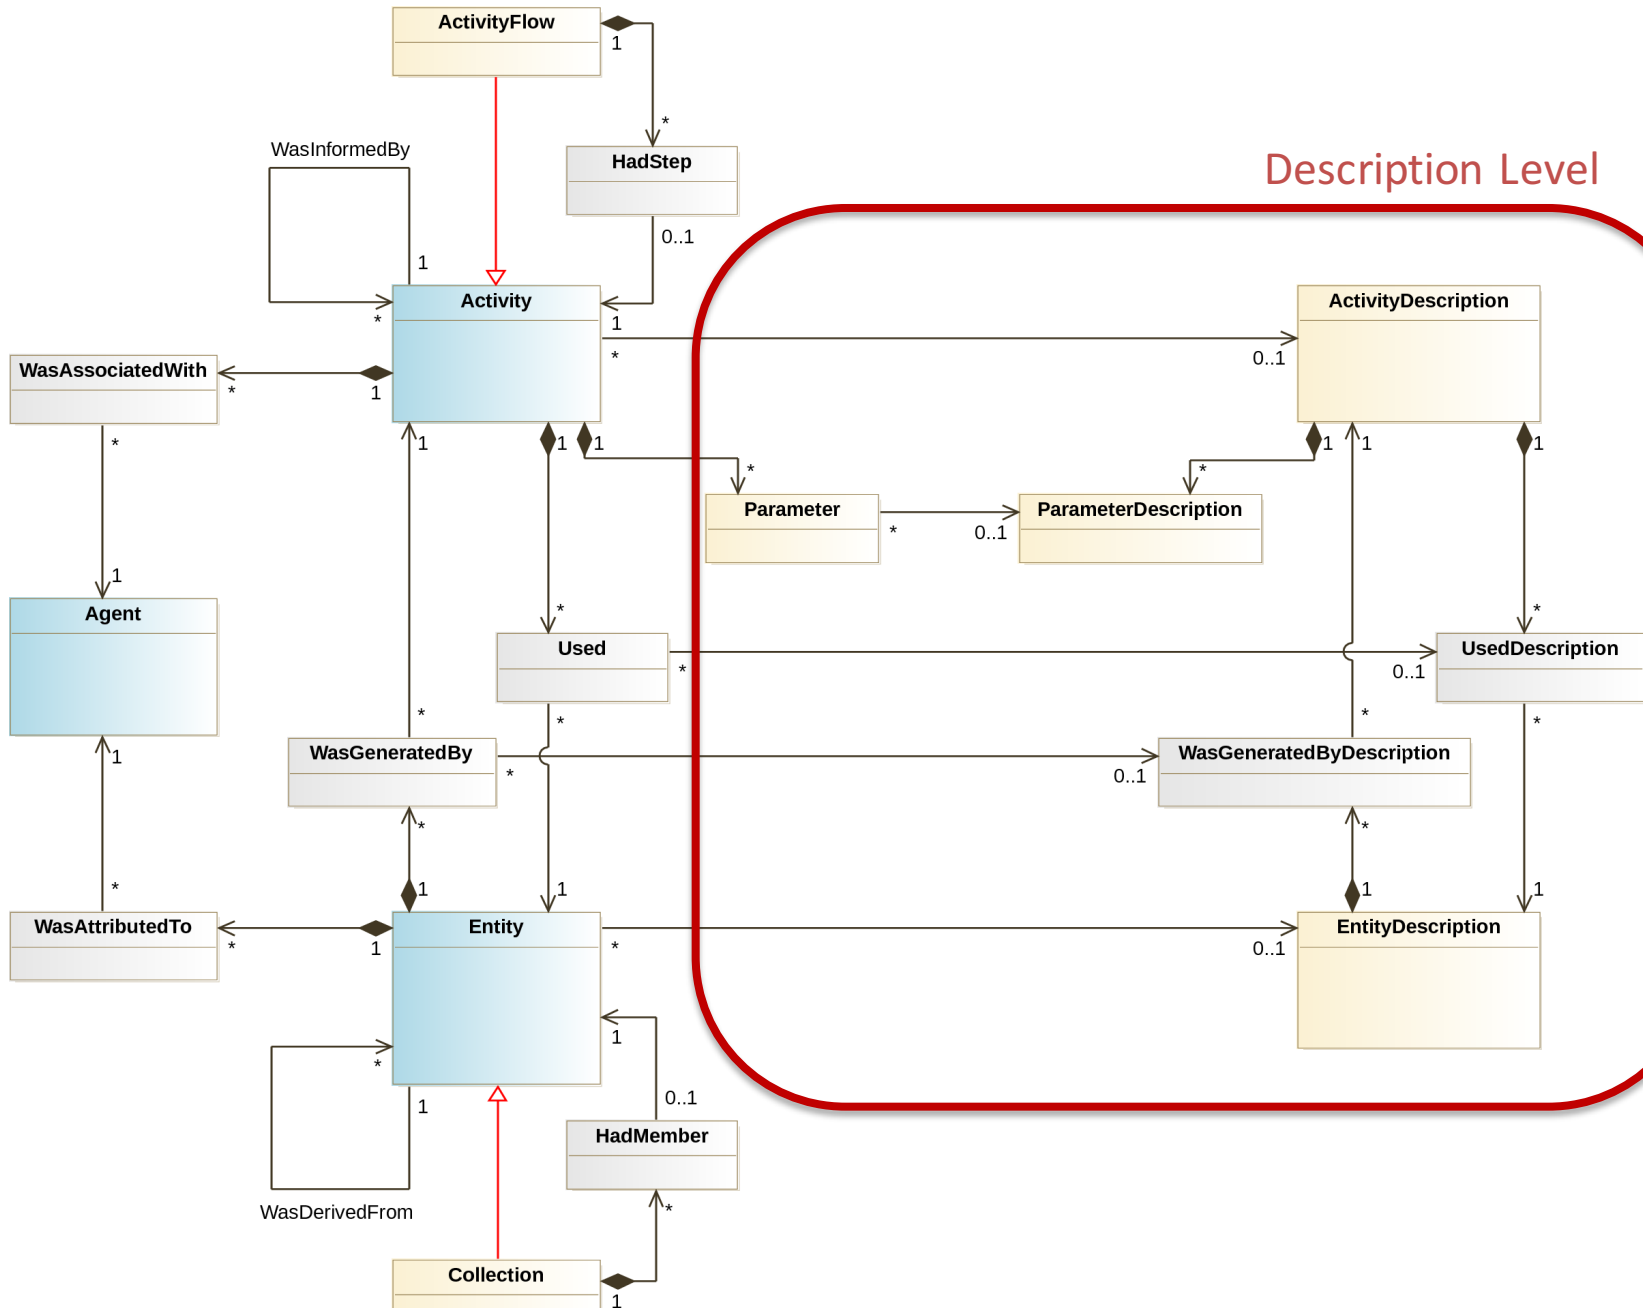 ActivityFlow
1
*
WasInformedBy
HadStep
Description Level
0..1
1
Activity
ActivityDescription
*
1
*
0..1
WasAssociatedWith
*
1
*
1
1
1
1
1
1
*
*
Parameter
ParameterDescription
*
0..1
1
*
*
Agent
Used
UsedDescription
*
0..1
*
*
*
*
1
WasGeneratedBy
WasGeneratedByDescription
*
0..1
*
*
*
1
1
1
1
WasAttributedTo
Entity
EntityDescription
*
1
*
0..1
1
*
0..1
1
HadMember
WasDerivedFrom
*
Collection
1